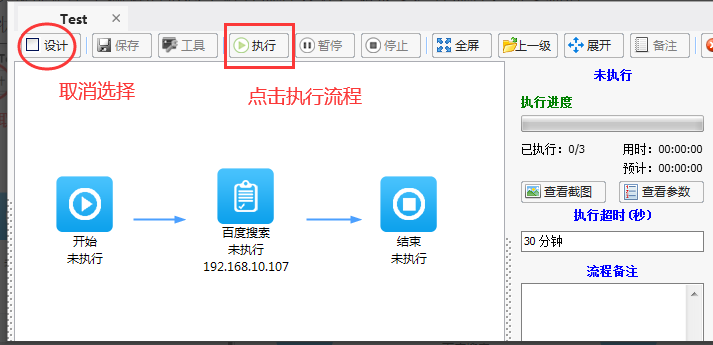 Test
设计 保存 工具 执行 暂停 停止 全屏 上一级 展开 备注
取消选择
点击执行流程
未执行
执行进度
已执行: 0/3 用时: 00:00:00
预计: 00:00:00
查看截图 查看参数
执行超时(秒)
30 分钟
流程备注
开始
未执行
百度搜索
未执行
192.168.10.107
结束
未执行